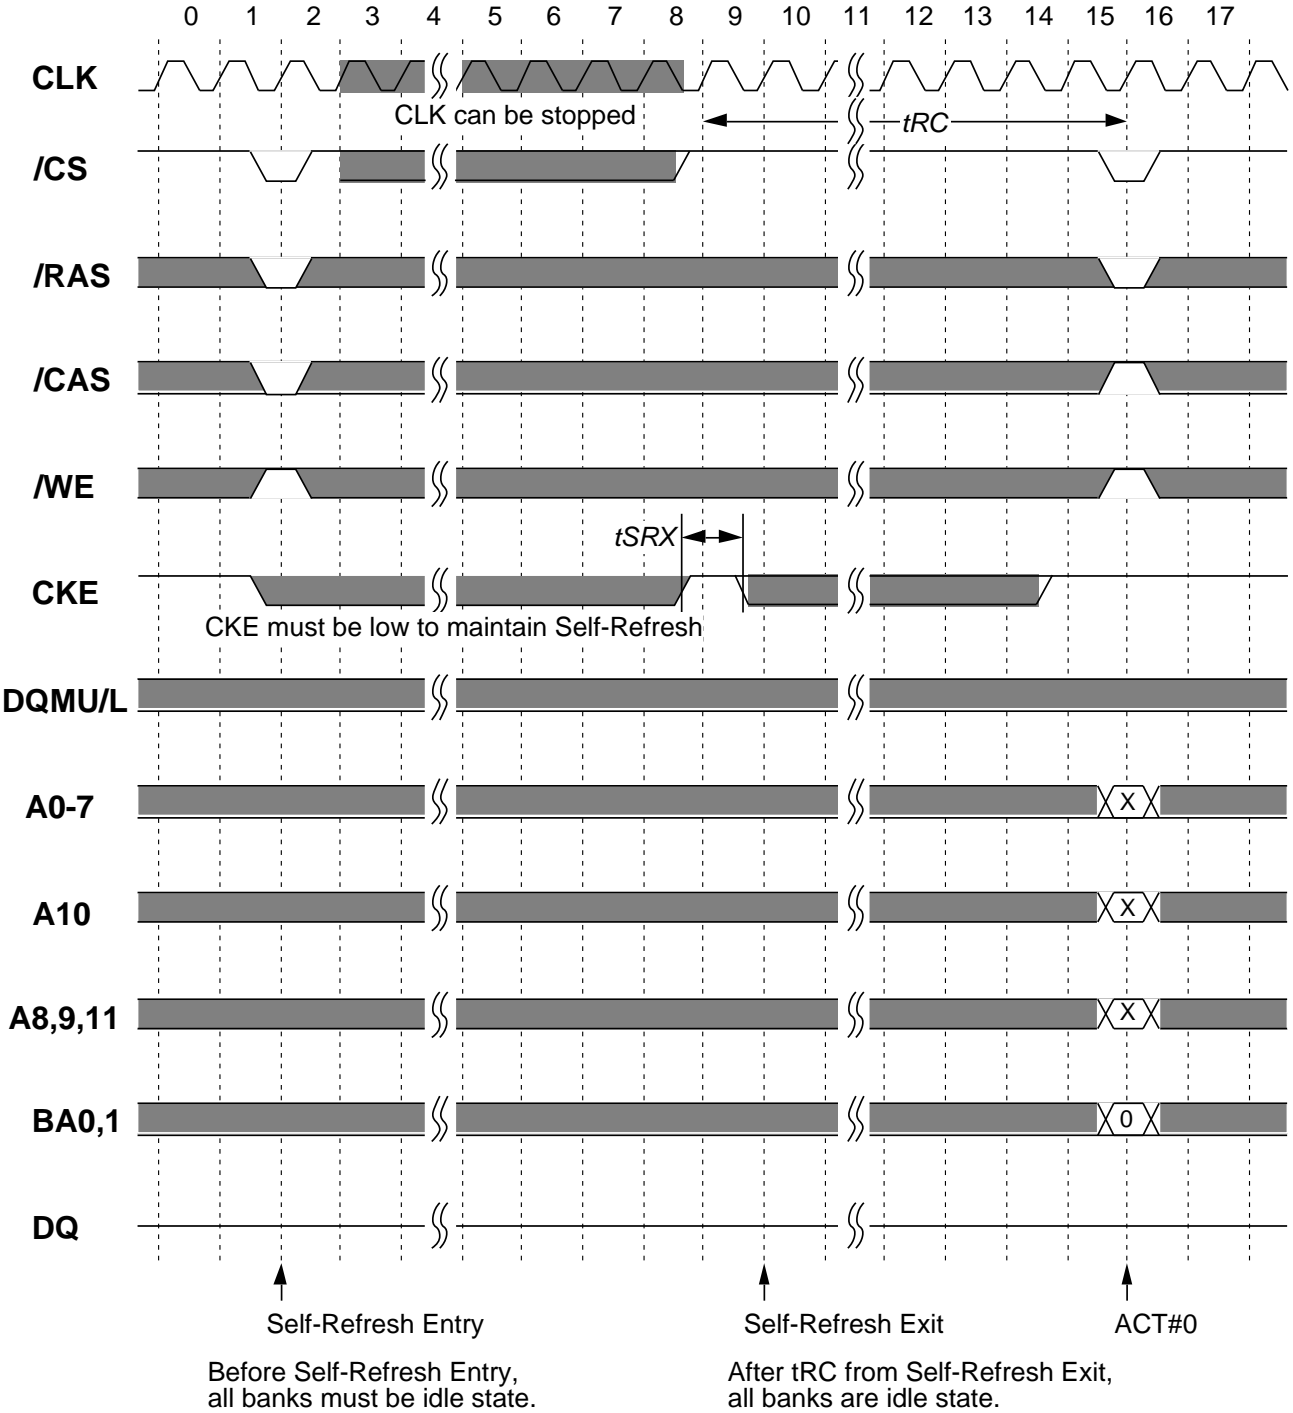 0 1 2 3 4 5 6 7 8 9 10 11 12 13 14 15 16 17
CLK
CLK can be stopped
tRC
/CS
/RAS
/CAS
/WE
tSRX
CKE
CKE must be low to maintain Self-Refresh
DQMU/L
A0-7
X
A10
X
A8,9,11
X
BA0,1
0
DQ
Self-Refresh Entry
Self-Refresh Exit
ACT#0
Before Self-Refresh Entry,
all banks must be idle state.
After tRC from Self-Refresh Exit,
all banks are idle state.